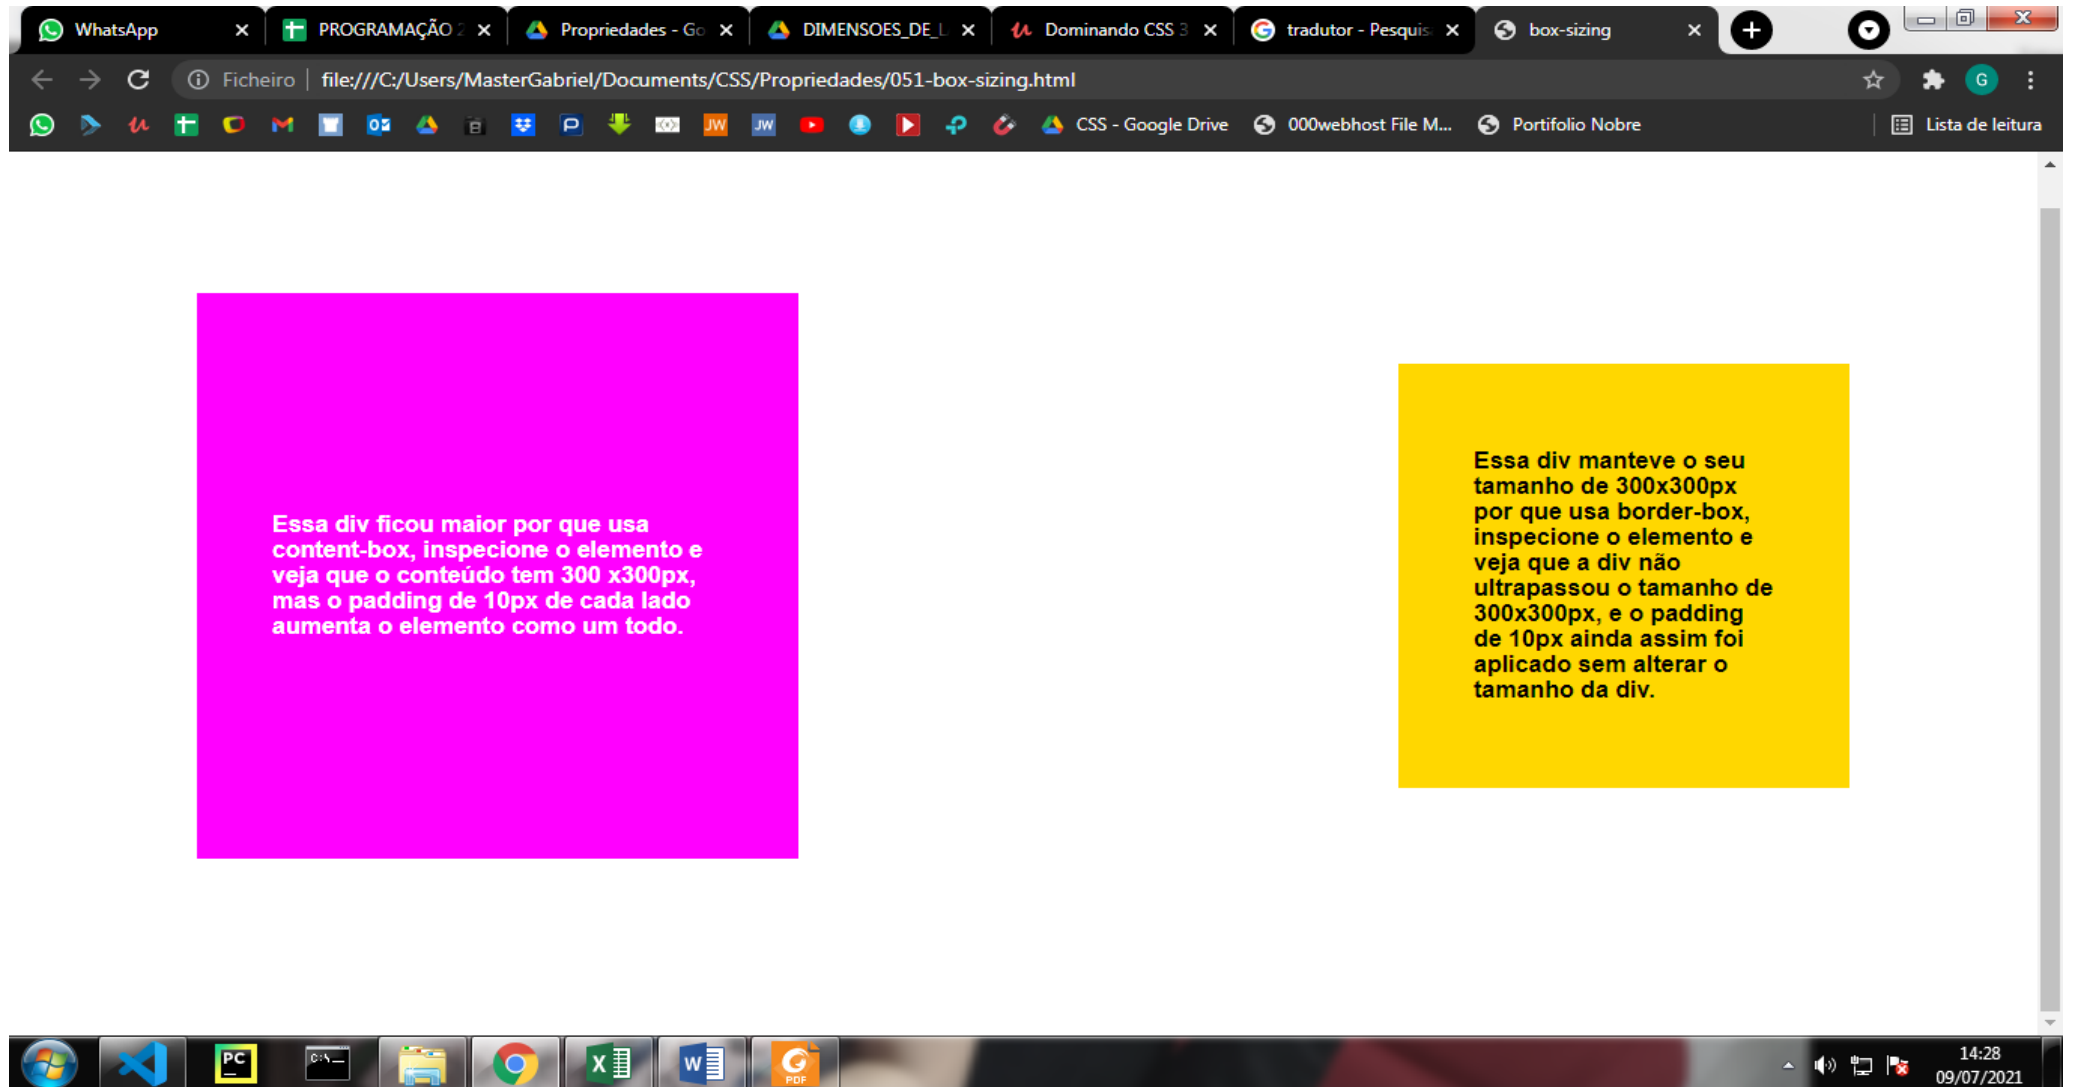 WhatsApp
PROGRAMAÇÃO 2
Propriedades - Go
DIMENSOES_DE_L
Dominando CSS 3
tradutor - Pesquis
box-sizing
Ficheiro | file:///C:/Users/MasterGabriel/Documents/CSS/Propriedades/051-box-sizing.html
G
JW
JW
CSS - Google Drive
000webhost File M...
Portifolio Nobre
Lista de leitura
Essa div ficou maior por que usa
content-box, inspecione o elemento e
veja que o conteúdo tem 300 x300px,
mas o padding de 10px de cada lado
aumenta o elemento como um todo.
Essa div manteve o seu
tamanho de 300x300px
por que usa border-box,
inspecione o elemento e
veja que a div não
ultrapassou o tamanho de
300x300px, e o padding
de 10px ainda assim foi
aplicado sem alterar o
tamanho da div.
PC
C:\
PDF
14:28
09/07/2021